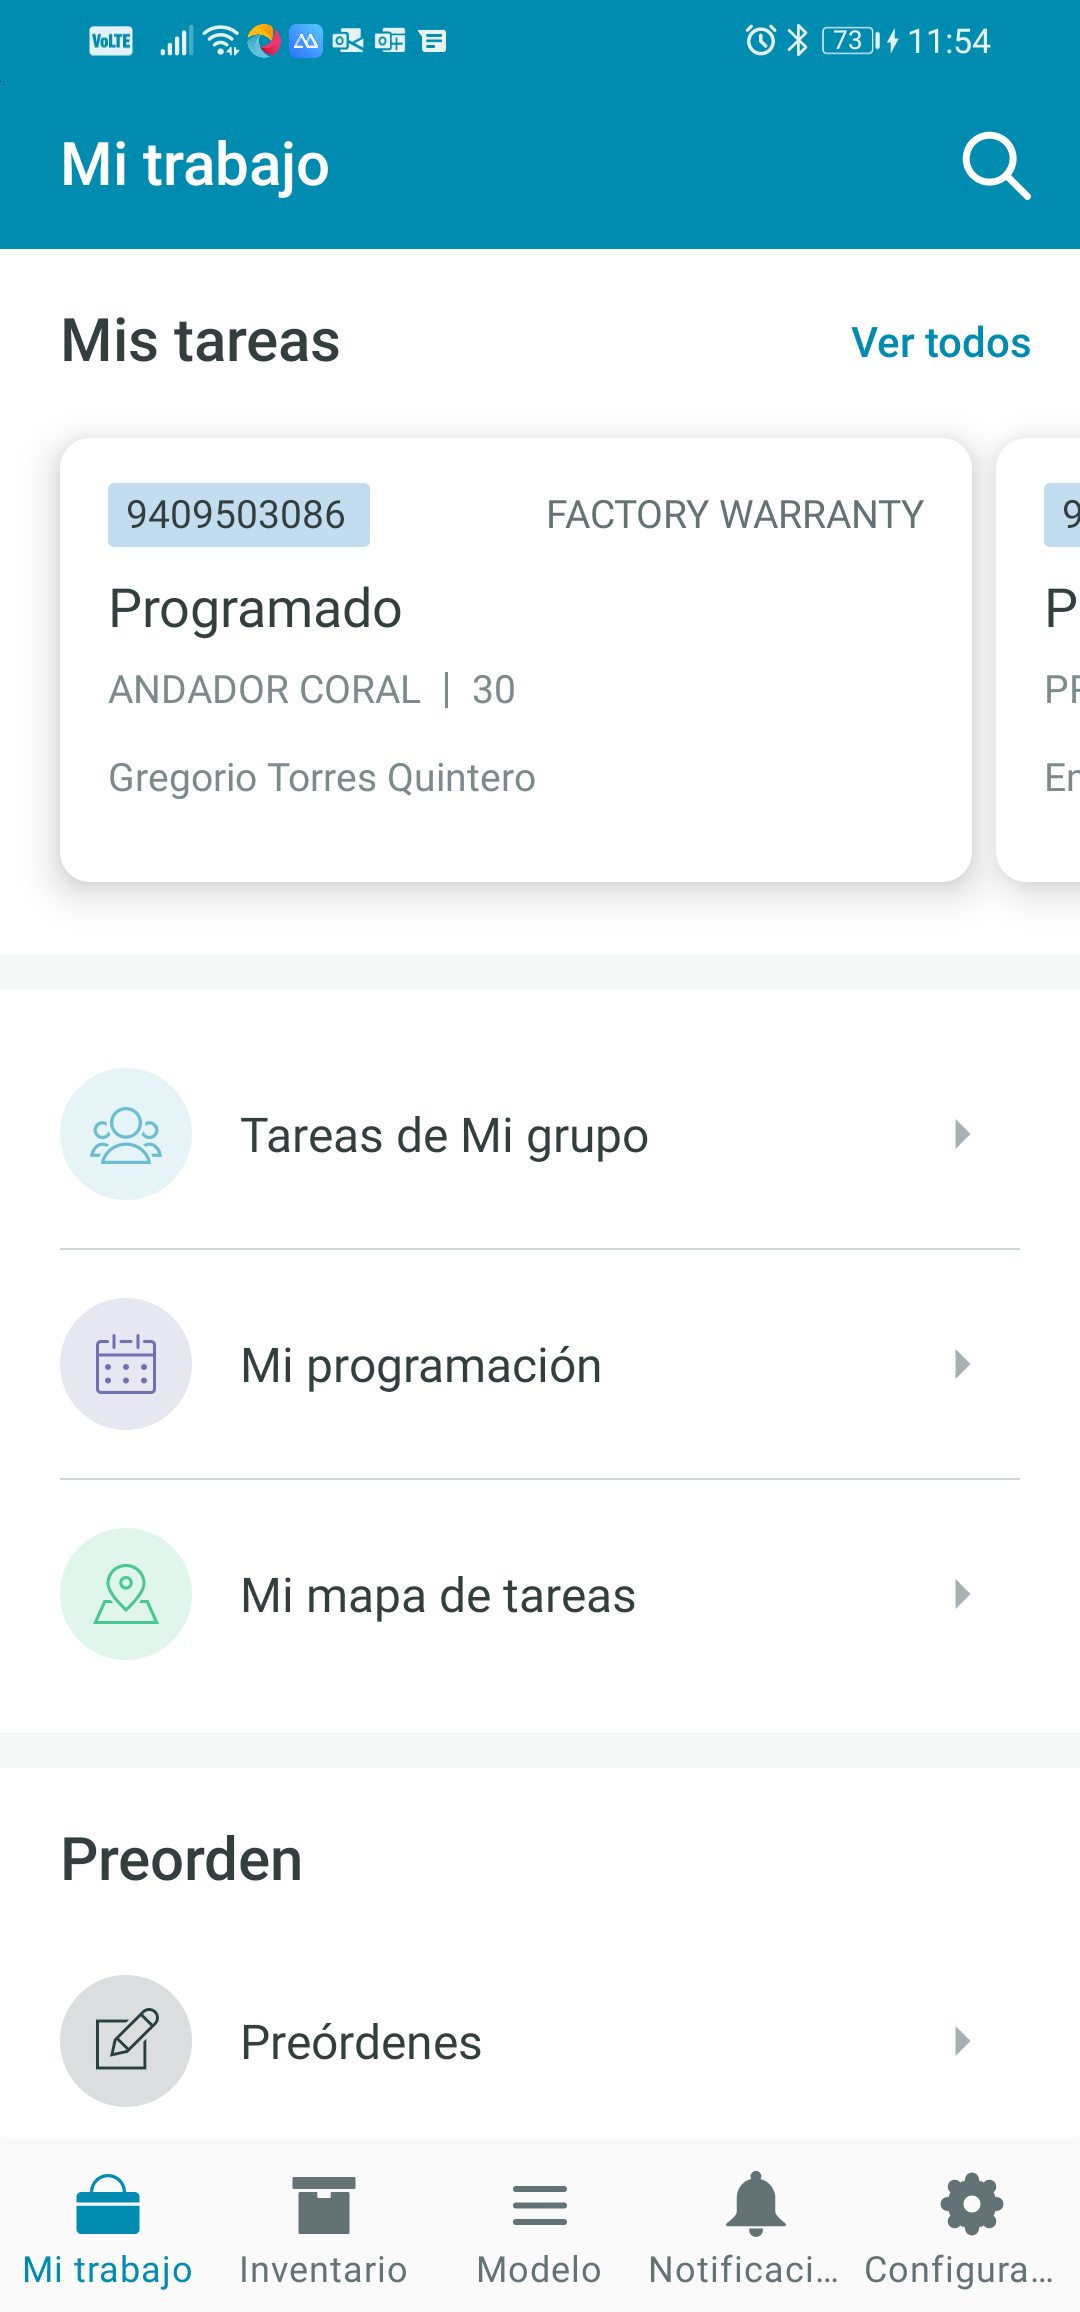 VoLTE 73 11:54
Mi trabajo
Mis tareas Ver todos
9409503086 FACTORY WARRANTY 9
Programado P
ANDADOR CORAL | 30
Gregorio Torres Quintero En
Tareas de Mi grupo
Mi programación
Mi mapa de tareas
Preorden
Preórdenes
Mi trabajo Inventario Modelo Notificaci... Configura...